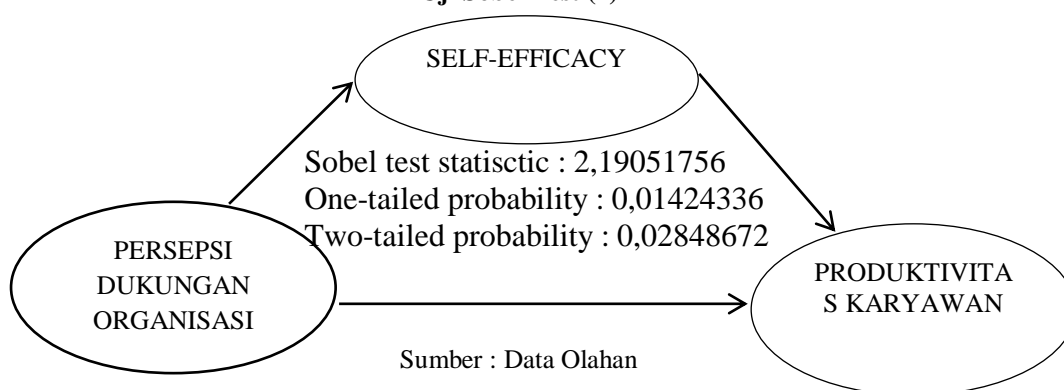 SELF-EFFICACY
Sobel test statisctic : 2,19051756
One-tailed probability : 0,01424336
Two-tailed probability : 0,02848672
PERSEPSI
DUKUNGAN
ORGANISASI
PRODUKTIVITA
S KARYAWAN
Sumber : Data Olahan